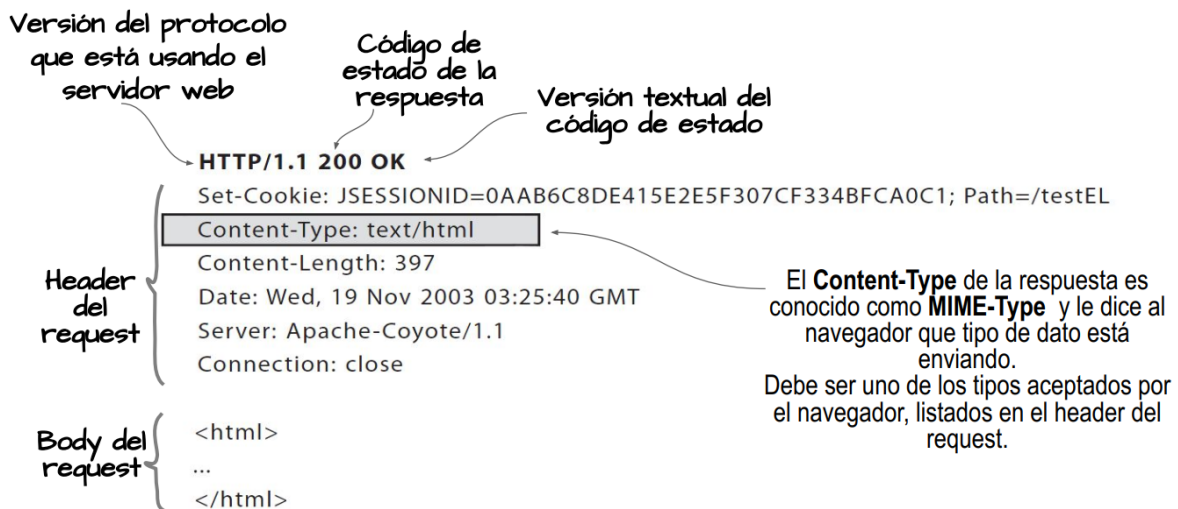 Versión del protocolo
que está usando el
servidor web
Código de
estado de la
respuesta
Versión textual del
código de estado
HTTP/1.1 200 OK
Set-Cookie: JSESSIONID=0AAB6C8DE415E2E5F307CF334BFCA0C1; Path=/testEL
Content-Type: text/html
Content-Length: 397
Date: Wed, 19 Nov 2003 03:25:40 GMT
Server: Apache-Coyote/1.1
Connection: close
Header
del
request
El Content-Type de la respuesta es
conocido como MIME-Type y le dice al
navegador que tipo de dato está
enviando.
Debe ser uno de los tipos aceptados por
el navegador, listados en el header del
request.
Body del
request
<html>
...
</html>